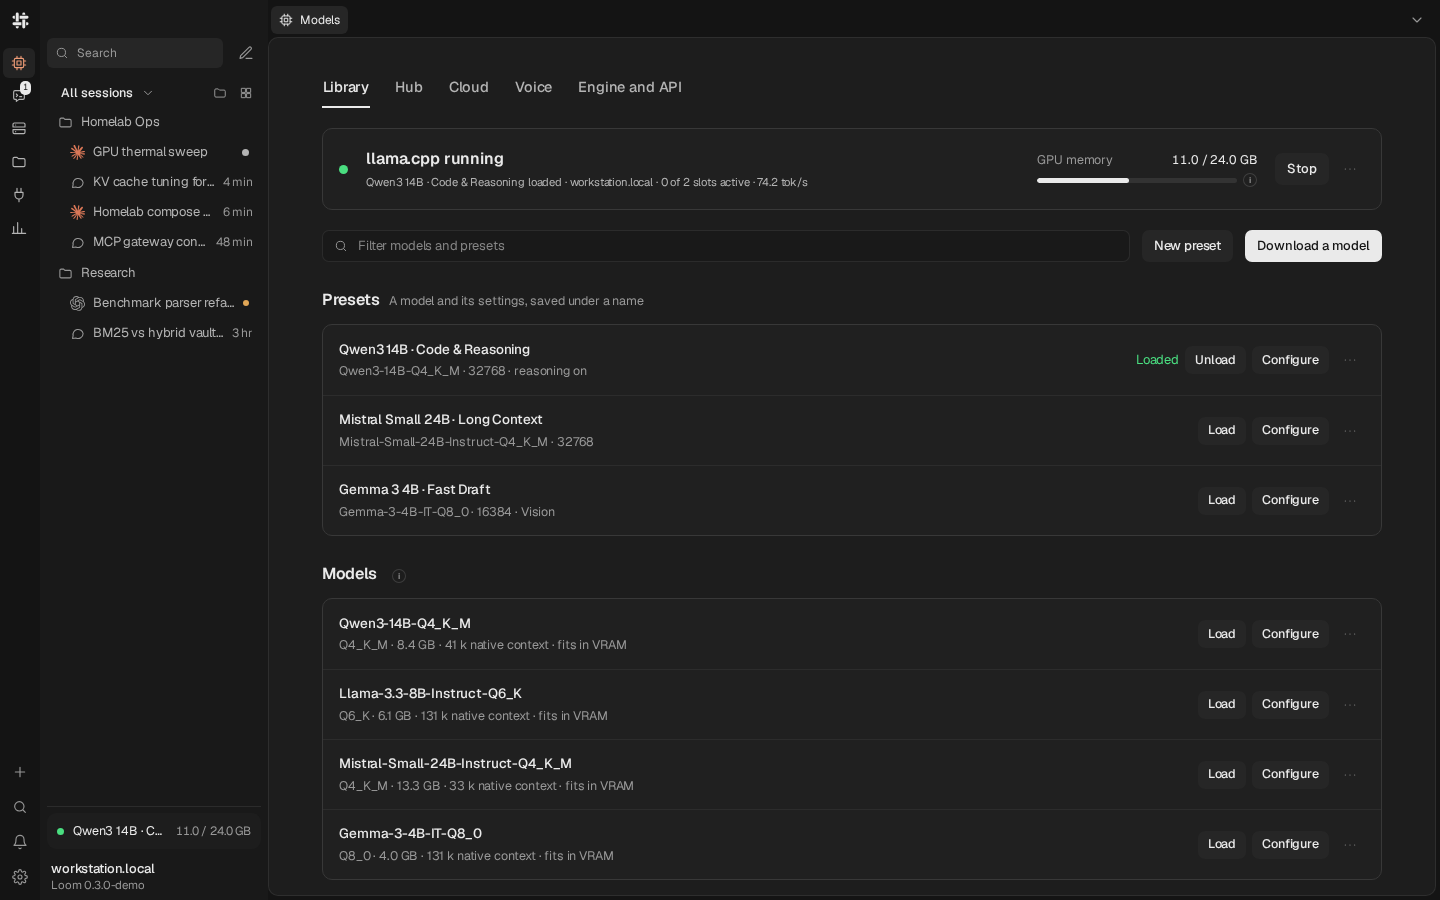 Models
Search
1
All sessions
Homelab Ops
GPU thermal sweep
KV cache tuning for... 4 min
Homelab compose ... 6 min
MCP gateway con... 48 min
Research
Benchmark parser refa...
BM25 vs hybrid vault... 3 hr
Qwen3 14B · C... 11.0 / 24.0 GB
workstation.local
Loom 0.3.0-demo
Library Hub Cloud Voice Engine and API
llama.cpp running
Qwen3 14B · Code & Reasoning loaded · workstation.local · 0 of 2 slots active · 74.2 tok/s
GPU memory 11.0 / 24.0 GB
Stop
Filter models and presets
New preset
Download a model
Presets A model and its settings, saved under a name
Qwen3 14B · Code & Reasoning
Qwen3-14B-Q4_K_M · 32768 · reasoning on
Loaded Unload Configure
Mistral Small 24B · Long Context
Mistral-Small-24B-Instruct-Q4_K_M · 32768
Load Configure
Gemma 3 4B · Fast Draft
Gemma-3-4B-IT-Q8_0 · 16384 · Vision
Load Configure
Models
Qwen3-14B-Q4_K_M
Q4_K_M · 8.4 GB · 41 k native context · fits in VRAM
Load Configure
Llama-3.3-8B-Instruct-Q6_K
Q6_K · 6.1 GB · 131 k native context · fits in VRAM
Load Configure
Mistral-Small-24B-Instruct-Q4_K_M
Q4_K_M · 13.3 GB · 33 k native context · fits in VRAM
Load Configure
Gemma-3-4B-IT-Q8_0
Q8_0 · 4.0 GB · 131 k native context · fits in VRAM
Load Configure